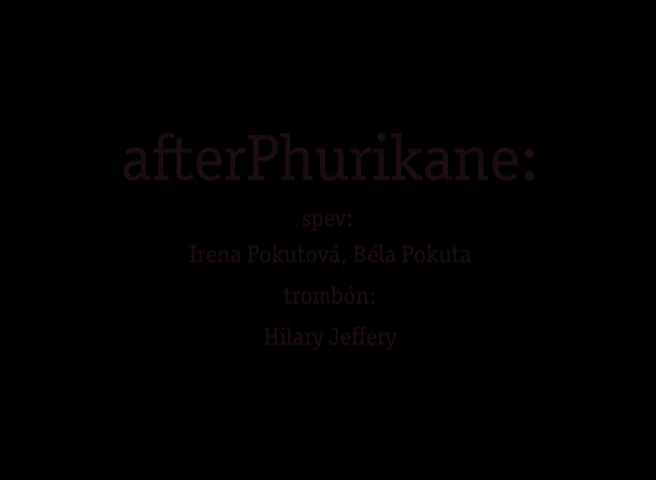 afterPhurikane:
spev:
Irena Pokutová, Béla Pokuta
trombón:
Hilary Jeffery